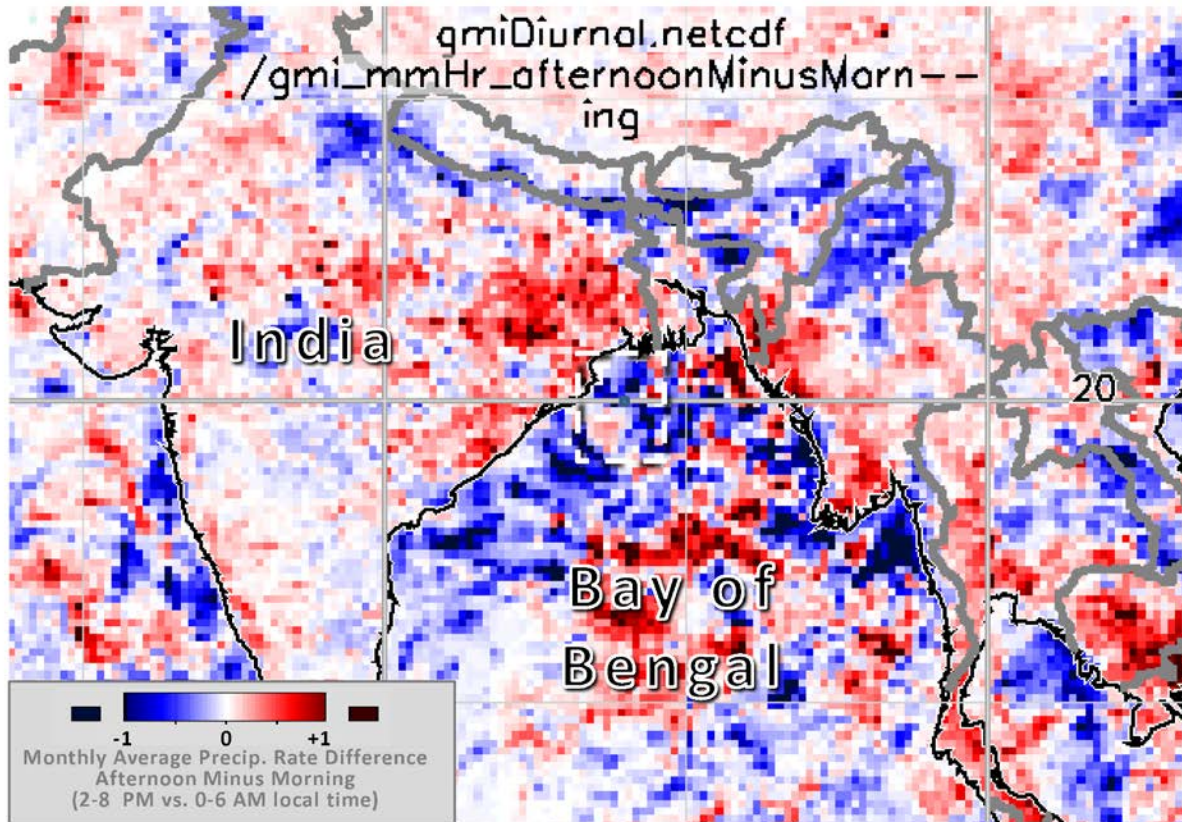 gmiDiurnal.netcdf
/gmi_mmHr_afternoonMinusMorn--
ing
India
20
Bay of
Bengal
-1 0 +1
Monthly Average Precip. Rate Difference
Afternoon Minus Morning
(2-8 PM vs. 0-6 AM local time)